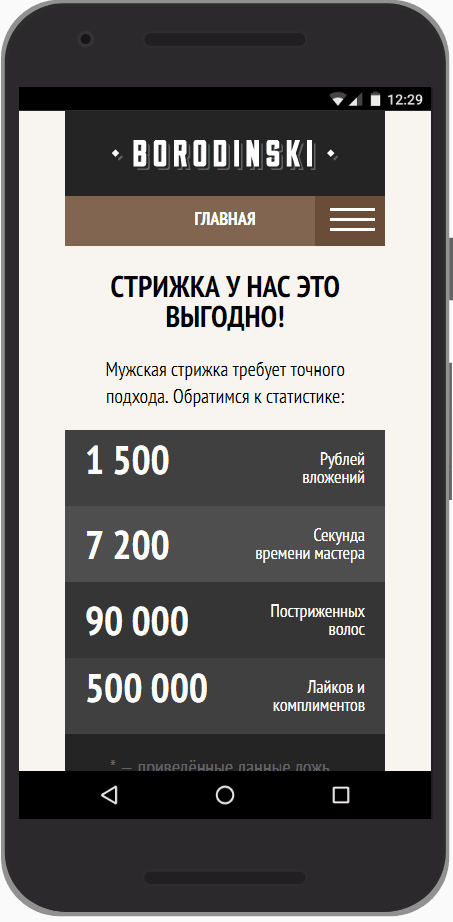 12:29
BORODINSKI
ГЛАВНАЯ
СТРИЖКА У НАС ЭТО
ВЫГОДНО!
Мужская стрижка требует точного
подхода. Обратимся к статистике:
1 500
Рублей
вложений
7 200
Секунда
времени мастера
90 000
Постриженных
волос
500 000
Лайков и
комплиментов
* — приведённые данные ложь